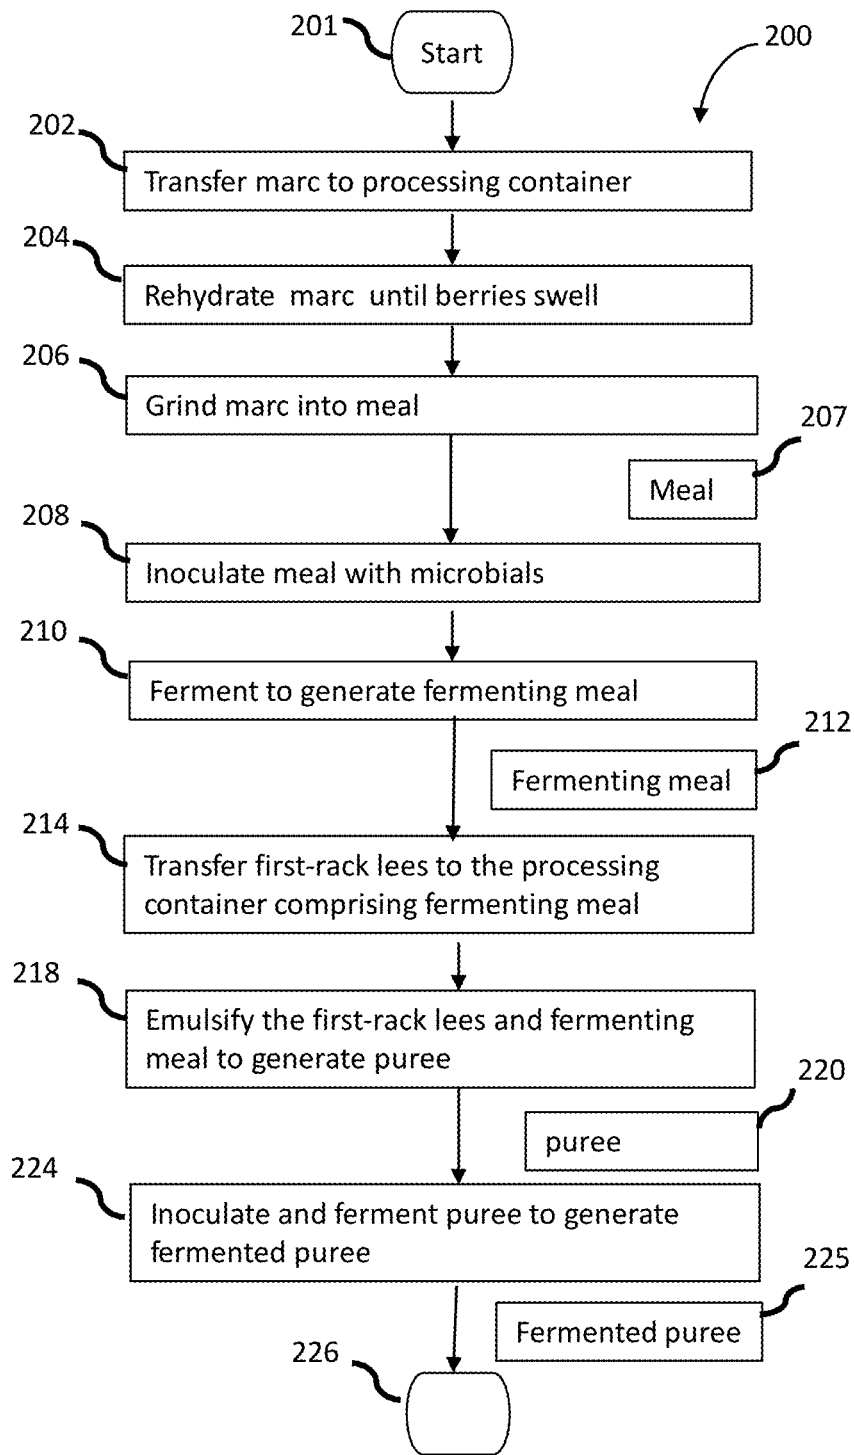 201
Start
200
202
Transfer marc to processing container
204
Rehydrate marc until berries swell
206
Grind marc into meal
207
Meal
208
Inoculate meal with microbials
210
Ferment to generate fermenting meal
212
Fermenting meal
214
Transfer first-rack lees to the processing
container comprising fermenting meal
218
Emulsify the first-rack lees and fermenting
meal to generate puree
220
puree
224
Inoculate and ferment puree to generate
fermented puree
225
Fermented puree
226